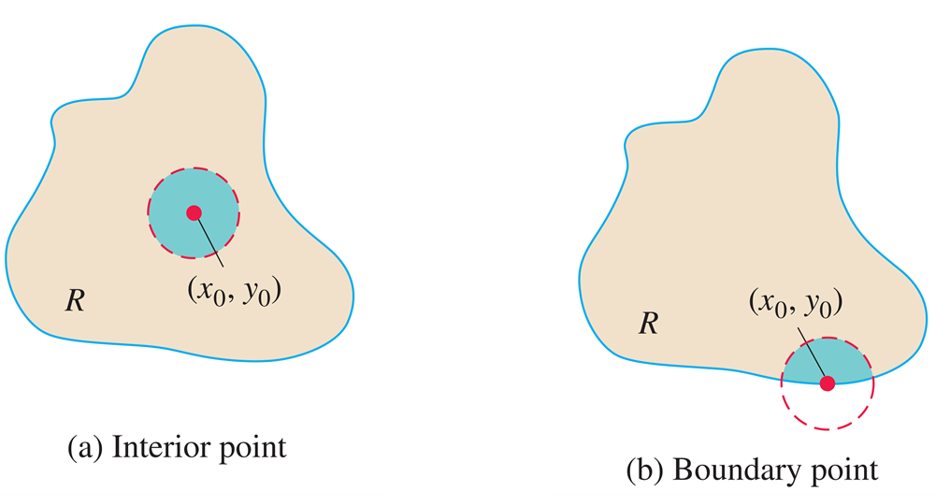 (x₀, y₀)
R
(a) Interior point
(x₀, y₀)
R
(b) Boundary point